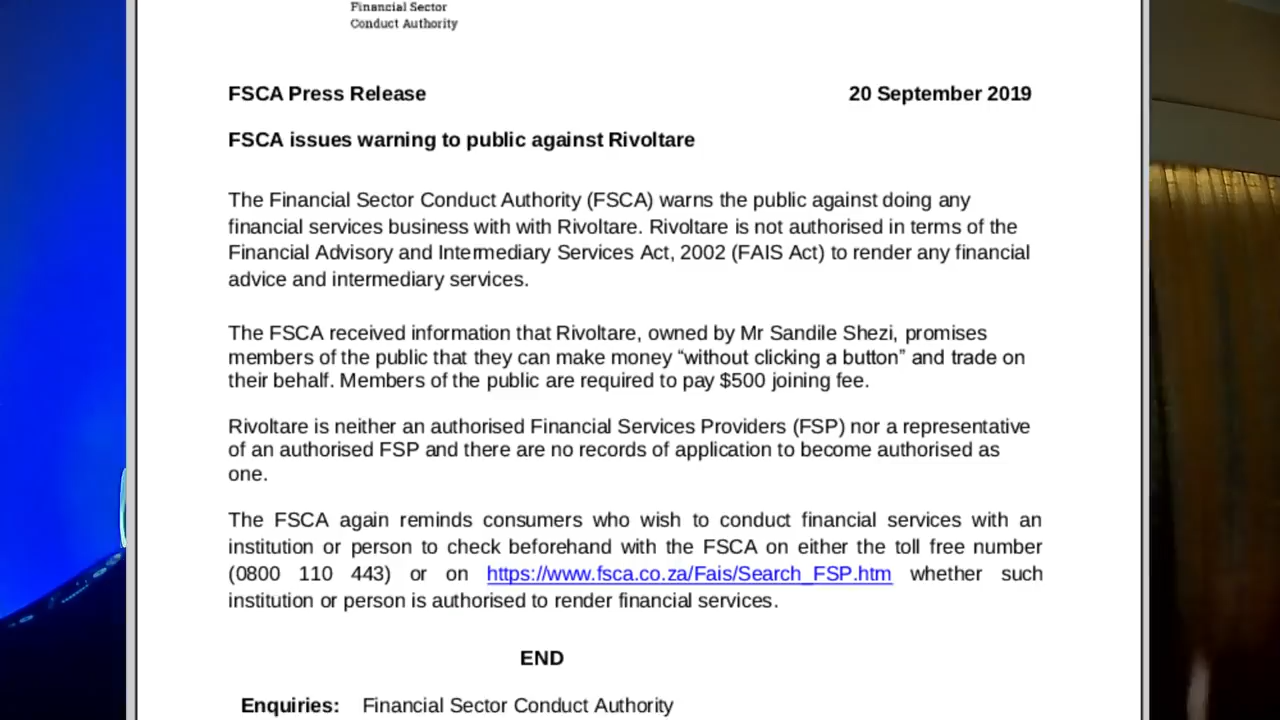 Financial Sector
Conduct Authority
FSCA Press Release 20 September 2019
FSCA issues warning to public against Rivoltare
The Financial Sector Conduct Authority (FSCA) warns the public against doing any
financial services business with with Rivoltare. Rivoltare is not authorised in terms of the
Financial Advisory and Intermediary Services Act, 2002 (FAIS Act) to render any financial
advice and intermediary services.
The FSCA received information that Rivoltare, owned by Mr Sandile Shezi, promises
members of the public that they can make money “without clicking a button” and trade on
their behalf. Members of the public are required to pay $500 joining fee.
Rivoltare is neither an authorised Financial Services Providers (FSP) nor a representative
of an authorised FSP and there are no records of application to become authorised as
one.
The FSCA again reminds consumers who wish to conduct financial services with an
institution or person to check beforehand with the FSCA on either the toll free number
(0800 110 443) or on https://www.fsca.co.za/Fais/Search_FSP.htm whether such
institution or person is authorised to render financial services.
END
Enquiries: Financial Sector Conduct Authority